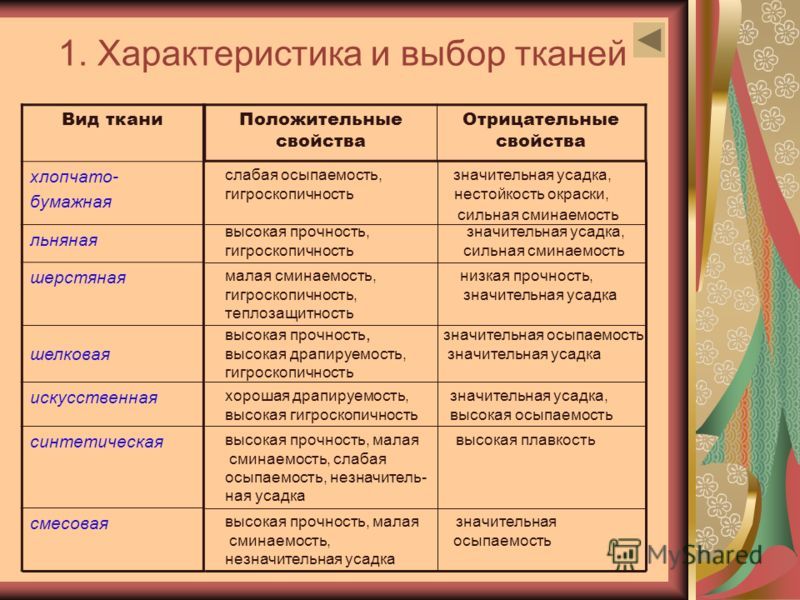 1. Характеристика и выбор тканей
Вид ткани
Положительные
свойства
Отрицательные
свойства
хлопчато-
бумажная
слабая осыпаемость,
гигроскопичность
значительная усадка,
нестойкость окраски,
сильная сминаемость
льняная
высокая прочность,
гигроскопичность
значительная усадка,
сильная сминаемость
шерстяная
малая сминаемость,
гигроскопичность,
теплозащитность
низкая прочность,
значительная усадка
шелковая
высокая прочность,
высокая драпируемость,
гигроскопичность
значительная осыпаемость
значительная усадка
искусственная
хорошая драпируемость,
высокая гигроскопичность
значительная усадка,
высокая осыпаемость
синтетическая
высокая прочность, малая
сминаемость, слабая
осыпаемость, незначитель-
ная усадка
высокая плавкость
смесовая
высокая прочность, малая
сминаемость,
незначительная усадка
значительная
осыпаемость
MyShared